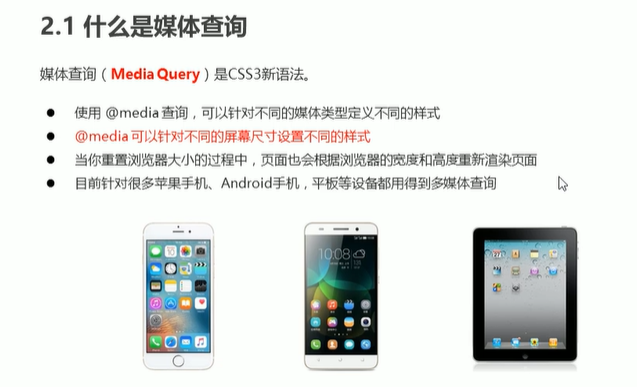 2.1 什么是媒体查询
媒体查询（Media Query）是CSS3新语法。
● 使用 @media 查询，可以针对不同的媒体类型定义不同的样式
● @media 可以针对不同的屏幕尺寸设置不同的样式
● 当你重置浏览器大小的过程中，页面也会根据浏览器的宽度和高度重新渲染页面
● 目前针对很多苹果手机、Android手机，平板等设备都用得到多媒体查询
10:08